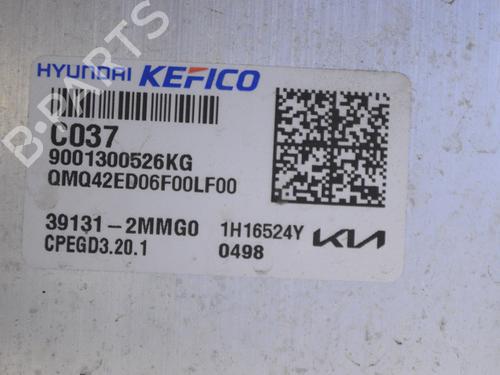 B-PARTS
HYUNDAI KEFICO
C037
9001300526KG
QMQ42ED06F00LF00
39131-2MMG0 1H16524Y KIA
CPEGD3.20.1 0498